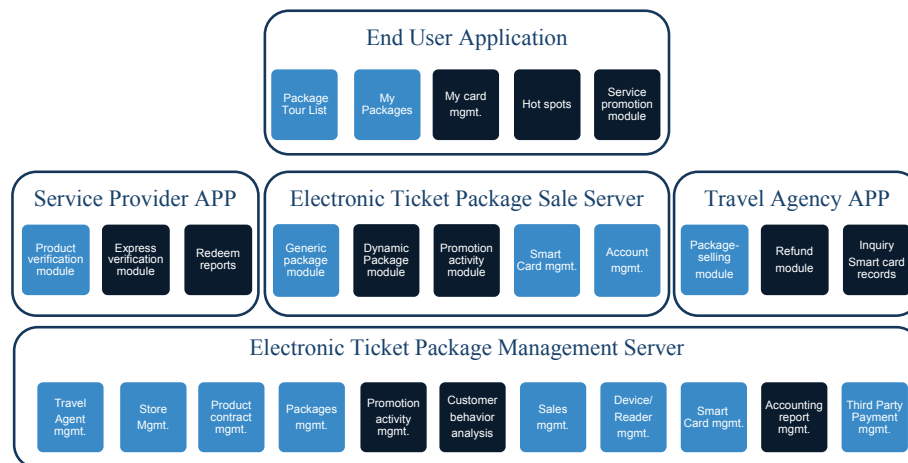 End User Application
Package
Tour List
My
Packages
My card
mgmt.
Hot spots
Service
promotion
module
Service Provider APP
Product
verification
module
Express
verification
module
Redeem
reports
Electronic Ticket Package Sale Server
Generic
package
module
Dynamic
Package
module
Promotion
activity
module
Smart
Card mgmt.
Account
mgmt.
Travel Agency APP
Package-
selling
module
Refund
module
Inquiry
Smart card
records
Electronic Ticket Package Management Server
Travel
Agent
mgmt.
Store
Mgmt.
Product
contract
mgmt.
Packages
mgmt.
Promotion
activity
mgmt.
Customer
behavior
analysis
Sales
mgmt.
Device/
Reader
mgmt.
Smart
Card mgmt.
Accounting
report
mgmt.
Third Party
Payment
mgmt.